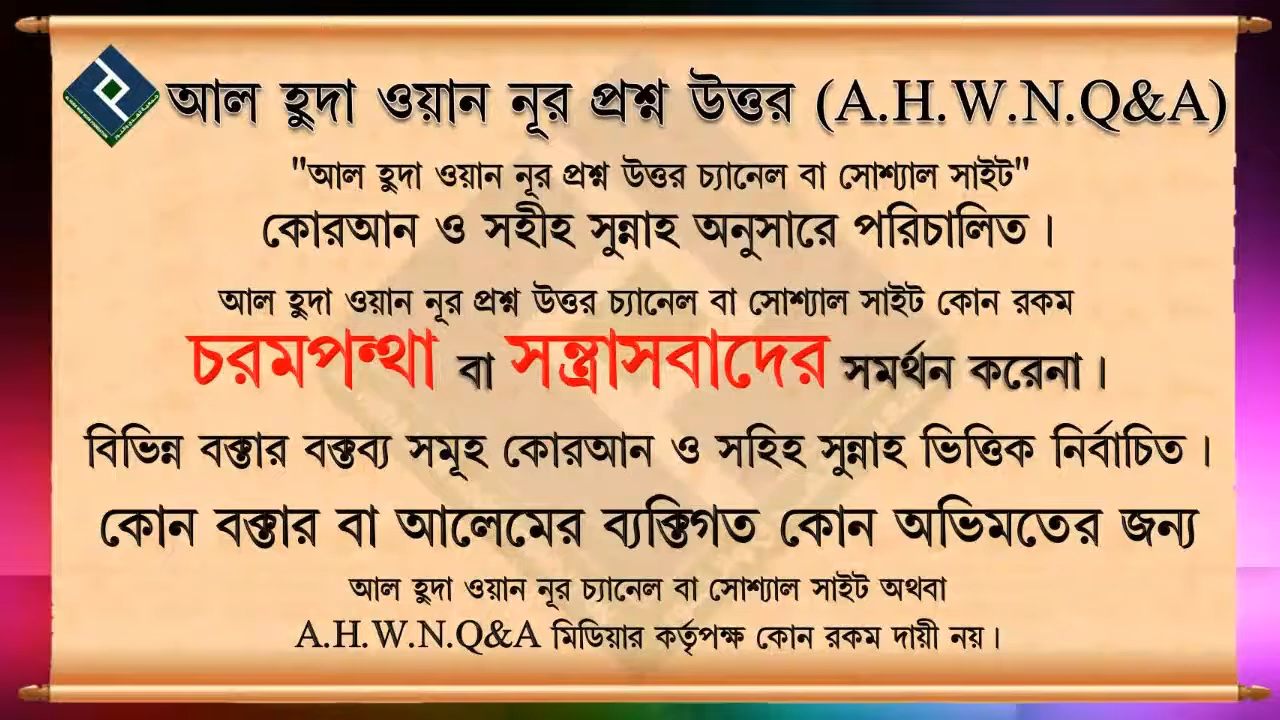 আল হুদা ওয়ান নূর প্রশ্ন উত্তর (A.H.W.N.Q&A)
"আল হুদা ওয়ান নূর প্রশ্ন উত্তর চ্যানেল বা সোশ্যাল সাইট"
কোরআন ও সহীহ সুন্নাহ অনুসারে পরিচালিত।
আল হুদা ওয়ান নূর প্রশ্ন উত্তর চ্যানেল বা সোশ্যাল সাইট কোন রকম
চরমপন্থা বা সন্ত্রাসবাদের সমর্থন করেনা।
বিভিন্ন বক্তার বক্তব্য সমূহ কোরআন ও সহিহ সুন্নাহ ভিত্তিক নির্বাচিত।
কোন বক্তার বা আলেমের ব্যক্তিগত কোন অভিমতের জন্য
আল হুদা ওয়ান নূর চ্যানেল বা সোশ্যাল সাইট অথবা
A.H.W.N.Q&A মিডিয়ার কর্তৃপক্ষ কোন রকম দায়ী নয়।